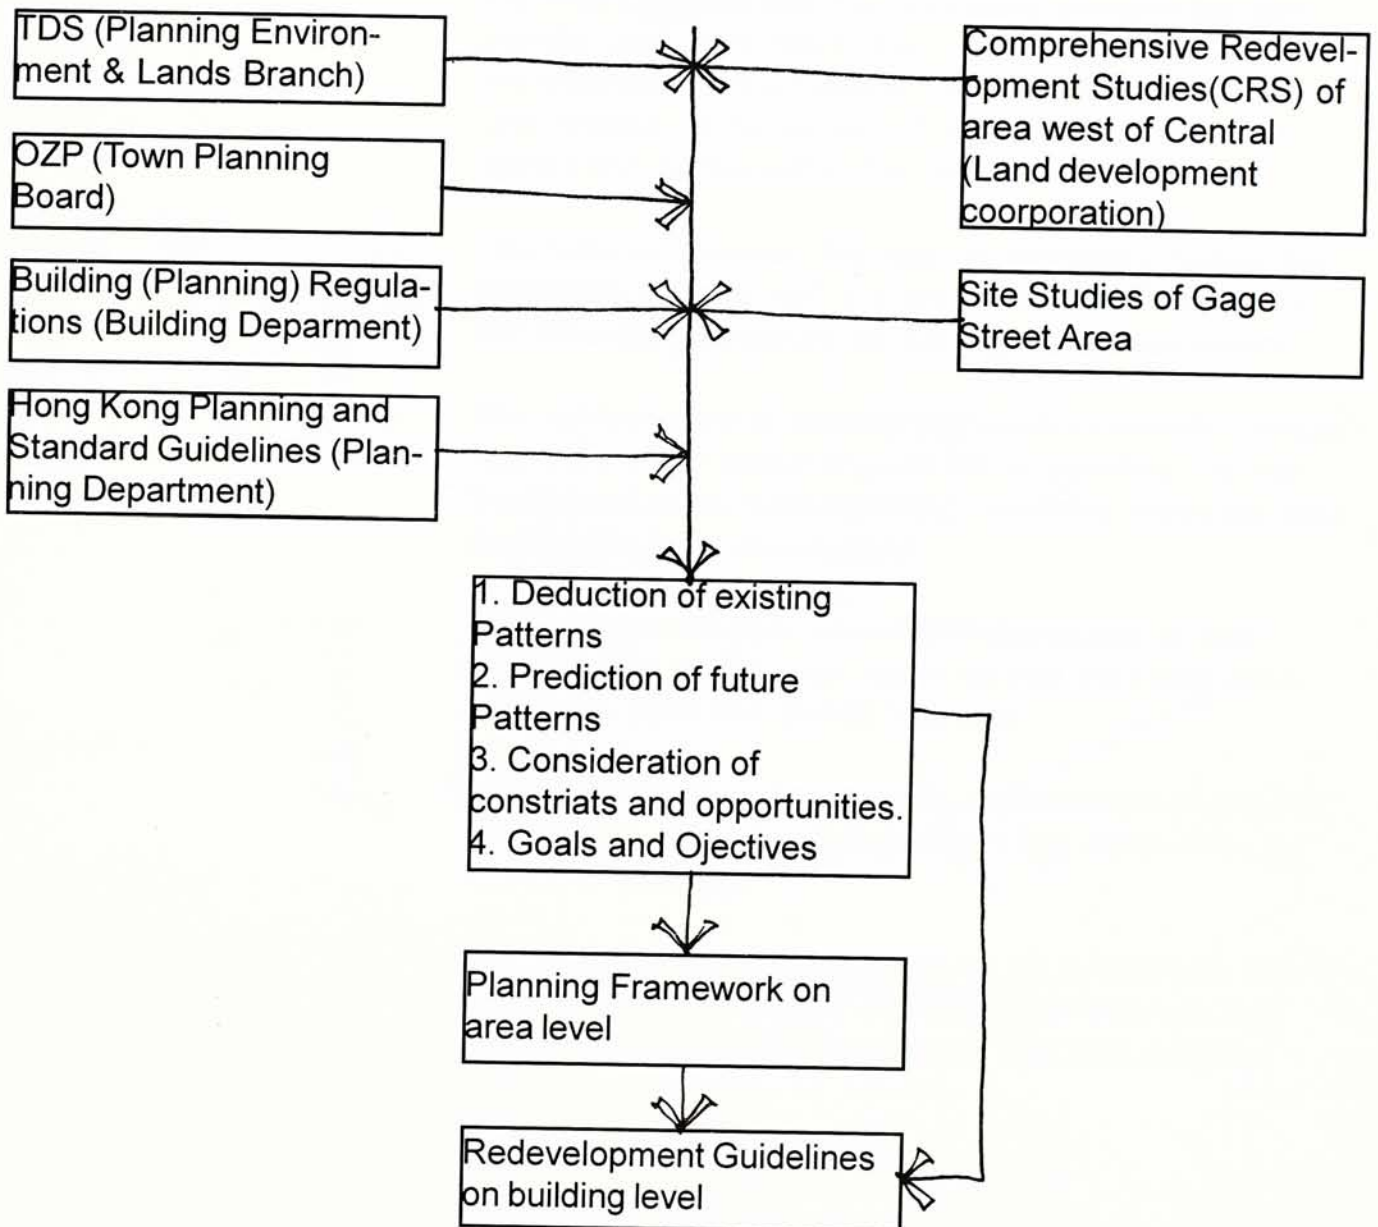 TDS (Planning Environ-
ment & Lands Branch)
OZP (Town Planning
Board)
Building (Planning) Regula-
tions (Building Deparment)
Hong Kong Planning and
Standard Guidelines (Plan-
ning Department)
Comprehensive Redevel-
opment Studies(CRS) of
area west of Central
(Land development
coorporation)
Site Studies of Gage
Street Area
1. Deduction of existing
Patterns
2. Prediction of future
Patterns
3. Consideration of
constriats and opportunities.
4. Goals and Ojectives
Planning Framework on
area level
Redevelopment Guidelines
on building level